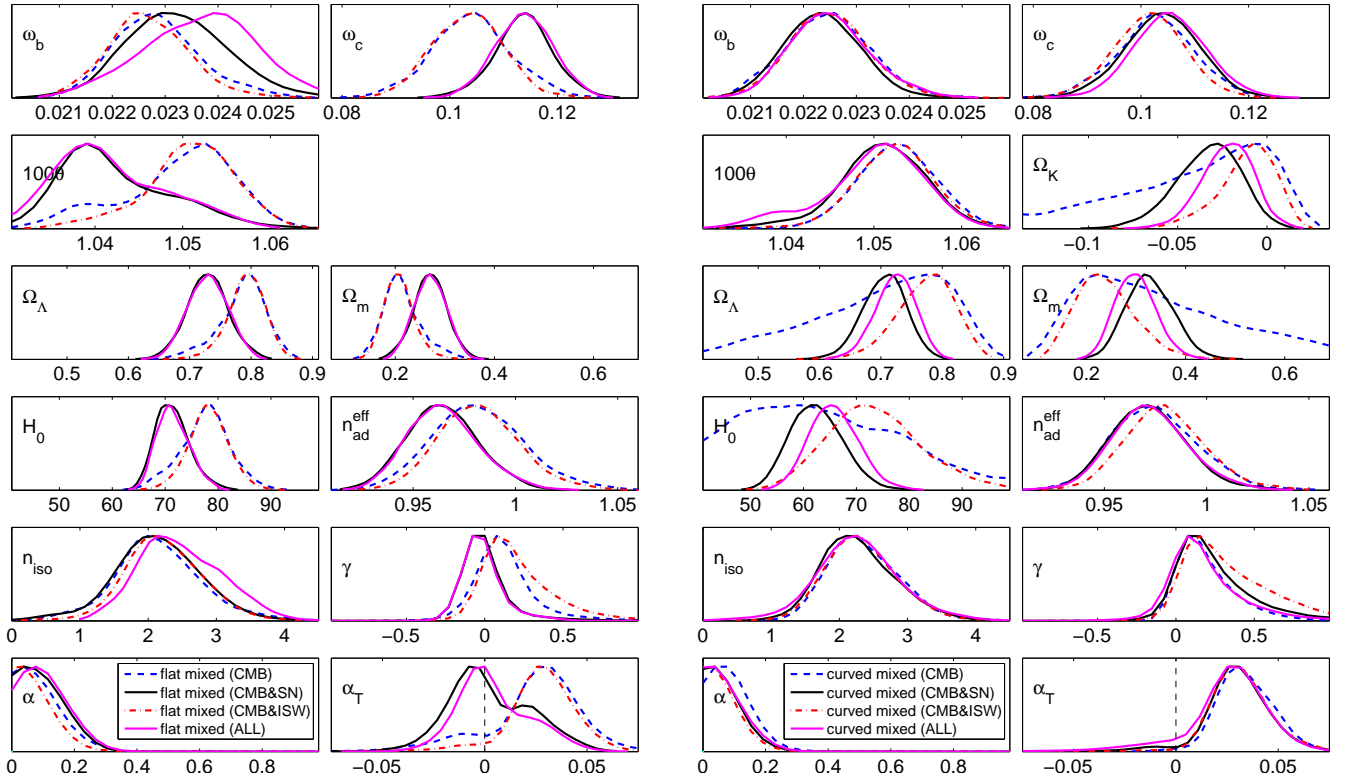 ω_b ω_c ω_b ω_c
0.021 0.022 0.023 0.024 0.025 0.08 0.1 0.12 0.021 0.022 0.023 0.024 0.025 0.08 0.1 0.12
100θ 100θ Ω_K
1.04 1.05 1.06 1.04 1.05 1.06 −0.1 −0.05 0
Ω_Λ Ω_m Ω_Λ Ω_m
0.5 0.6 0.7 0.8 0.9 0.2 0.4 0.6 0.5 0.6 0.7 0.8 0.9 0.2 0.4 0.6
H_0 n_ad^eff H_0 n_ad^eff
50 60 70 80 90 0.95 1 1.05 50 60 70 80 90 0.95 1 1.05
n_iso γ n_iso γ
0 1 2 3 4 −0.5 0 0.5 0 1 2 3 4 −0.5 0 0.5
α α_T α α_T
flat mixed (CMB)
flat mixed (CMB&SN)
flat mixed (CMB&ISW)
flat mixed (ALL)
curved mixed (CMB)
curved mixed (CMB&SN)
curved mixed (CMB&ISW)
curved mixed (ALL)
0 0.2 0.4 0.6 0.8 −0.05 0 0.05 0 0.2 0.4 0.6 0.8 −0.05 0 0.05